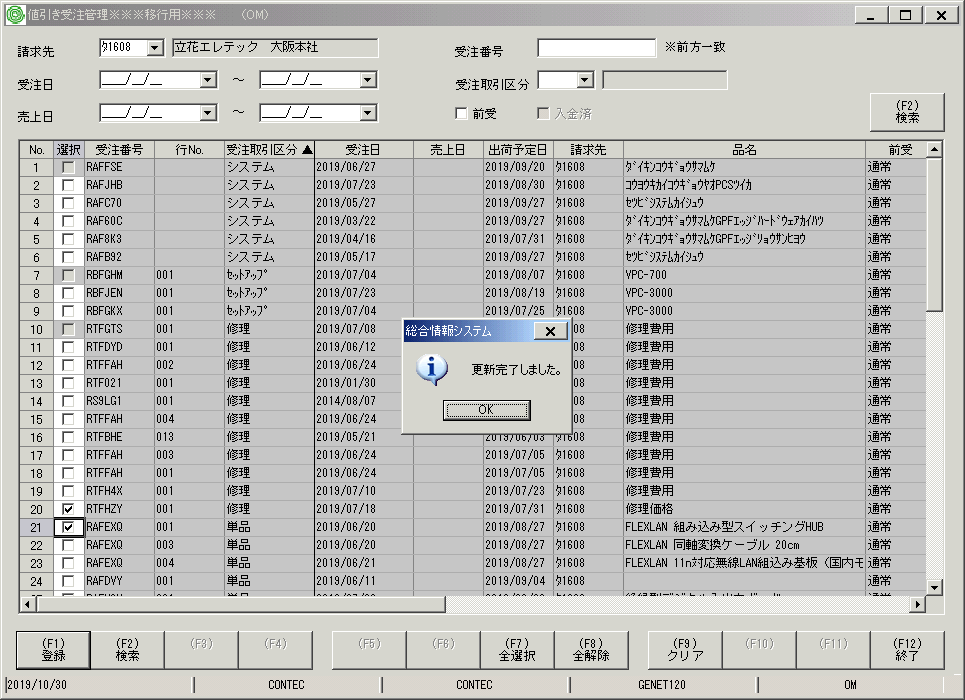 値引き受注管理※※※移行用※※※ (OM)
請求先 ﾀ1608 立花エレテック 大阪本社 受注番号 ※前方一致
受注日 ___/__/__ ～ ___/__/__ 受注取引区分
売上日 ___/__/__ ～ ___/__/__ 前受 入金済
(F2)
検索
No. 選択 受注番号 行No. 受注取引区分 ▲ 受注日 売上日 出荷予定日 請求先 品名 前受
1 RAFFSE システム 2019/06/27 2019/09/20 ﾀ1608 ﾀﾞｲｷﾝｺｳｷﾞｮｳｻﾏﾑｹ 通常
2 RAFJHB システム 2019/07/23 2019/08/30 ﾀ1608 ｺｳﾖｳｷｶｲｺｳｷﾞｮｳﾔｵPCSﾂｲｶ 通常
3 RAFC70 システム 2019/05/27 2019/09/27 ﾀ1608 ｾﾂﾋﾞｼｽﾃﾑｶｲｼｭｳ 通常
4 RAF60C システム 2019/03/22 2019/09/27 ﾀ1608 ﾀﾞｲｷﾝｺｳｷﾞｮｳｻﾏﾑｹGPFｴｯｼﾞﾊｰﾄﾞｳｪｱｶｲﾊﾂ 通常
5 RAF8K3 システム 2019/04/16 2019/07/31 ﾀ1608 ﾀﾞｲｷﾝｺｳｷﾞｮｳｻﾏﾑｹGPFｴｯｼﾞﾘｮｳｻﾝﾋﾖｳ 通常
6 RAFB92 システム 2019/05/17 2019/09/27 ﾀ1608 ｾﾂﾋﾞｼｽﾃﾑｶｲｼｭｳ 通常
7 RBFGHM 001 ｾｯﾄｱｯﾌﾟ 2019/07/04 2019/08/07 ﾀ1608 VPC-700 通常
8 RBFJEN 001 ｾｯﾄｱｯﾌﾟ 2019/07/23 2019/08/19 ﾀ1608 VPC-3000 通常
9 RBFGKX 001 ｾｯﾄｱｯﾌﾟ 2019/07/04 2019/07/25 ﾀ1608 VPC-3000 通常
10 RTFGTS 001 修理 2019/07/08 修理費用 通常
11 RTFDYD 001 修理 2019/06/12 修理費用 通常
12 RTFFAH 002 修理 2019/06/24 修理費用 通常
13 RTF021 001 修理 2019/01/30 修理費用 通常
14 RS9LG1 001 修理 2014/08/07 修理費用 通常
15 RTFFAH 004 修理 2019/06/24 修理費用 通常
16 RTFBHE 013 修理 2019/05/21 2019/06/03 ﾀ1608 修理費用 通常
総合情報システム
更新完了しました。
OK
17 RTFFAH 003 修理 2019/06/24 2019/07/05 ﾀ1608 修理費用 通常
18 RTFFAH 001 修理 2019/06/24 2019/07/05 ﾀ1608 修理費用 通常
19 RTFH4X 001 修理 2019/07/10 2019/07/23 ﾀ1608 修理費用 通常
20 RTFHZY 001 修理 2019/07/18 2019/07/31 ﾀ1608 修理価格 通常
21 RAFEXQ 001 単品 2019/06/20 2019/08/27 ﾀ1608 FLEXLAN 組み込み型スイッチングHUB 通常
22 RAFEXQ 003 単品 2019/06/20 2019/08/27 ﾀ1608 FLEXLAN 同軸変換ケーブル 20cm 通常
23 RAFEXQ 004 単品 2019/06/21 2019/08/27 ﾀ1608 FLEXLAN 11n対応無線LAN組込み基板 (国内モ 通常
24 RAFDVY 001 単品 2019/06/11 2019/09/04 ﾀ1608 通常
(F1) (F2) (F3) (F4) (F5) (F6) (F7) (F8) (F9) (F10) (F11) (F12)
登録 検索 全選択 全解除 クリア 終了
2019/10/30 CONTEC CONTEC GENET120 OM